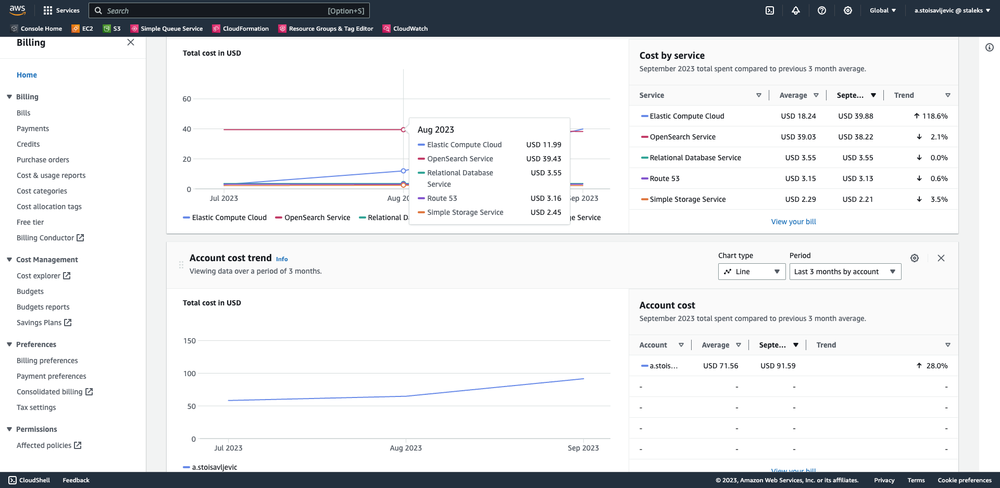 aws
Services
Search
[Option+S]
Global
a.stoisavljevic @ staleks
Console Home
EC2
S3
Simple Queue Service
CloudFormation
Resource Groups & Tag Editor
CloudWatch
Billing
Home
Billing
Bills
Payments
Credits
Purchase orders
Cost & usage reports
Cost categories
Cost allocation tags
Free tier
Billing Conductor
Cost Management
Cost explorer
Budgets
Budgets reports
Savings Plans
Preferences
Billing preferences
Payment preferences
Consolidated billing
Tax settings
Permissions
Affected policies
Total cost in USD
60
40
20
0
Jul 2023
Aug 20
ep 2023
Aug 2023
Elastic Compute Cloud USD 11.99
OpenSearch Service USD 39.43
Relational Database USD 3.55
Service
Route 53 USD 3.16
Simple Storage Service USD 2.45
Elastic Compute Cloud
OpenSearch Service
Relational D
e Service
Cost by service
September 2023 total spent compared to previous 3 month average.
Service Average Septe... Trend
Elastic Compute Cloud USD 18.24 USD 39.88 ↑ 118.6%
OpenSearch Service USD 39.03 USD 38.22 ↓ 2.1%
Relational Database Service USD 3.55 USD 3.55 ↓ 0.0%
Route 53 USD 3.15 USD 3.13 ↓ 0.6%
Simple Storage Service USD 2.29 USD 2.21 ↓ 3.5%
View your bill
Account cost trend Info
Viewing data over a period of 3 months.
Chart type
Line
Period
Last 3 months by account
Total cost in USD
150
100
50
0
Jul 2023
Aug 2023
Sep 2023
a.stoisavljevic
Account cost
September 2023 total spent compared to previous 3 month average.
Account Average Septe... Trend
a.stois... USD 71.56 USD 91.59 ↑ 28.0%
- - - -
- - - -
- - - -
- - - -
View your bill
CloudShell
Feedback
© 2023, Amazon Web Services, Inc. or its affiliates.
Privacy
Terms
Cookie preferences